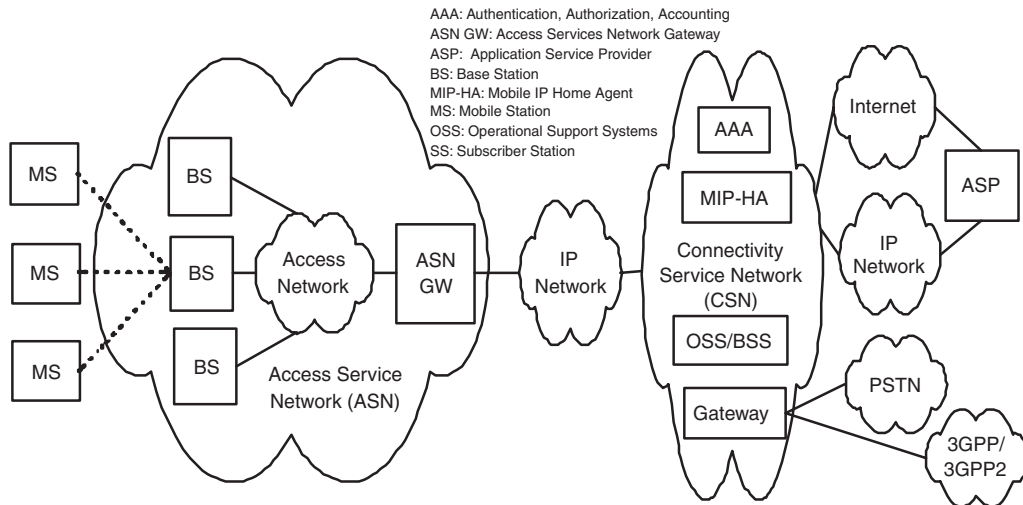 AAA: Authentication, Authorization, Accounting
ASN GW: Access Services Network Gateway
ASP: Application Service Provider
BS: Base Station
MIP-HA: Mobile IP Home Agent
MS: Mobile Station
OSS: Operational Support Systems
SS: Subscriber Station
MS
MS
MS
BS
BS
BS
Access
Network
ASN
GW
Access Service
Network (ASN)
IP
Network
AAA
MIP-HA
Connectivity
Service Network
(CSN)
OSS/BSS
Gateway
Internet
IP
Network
ASP
PSTN
3GPP/
3GPP2